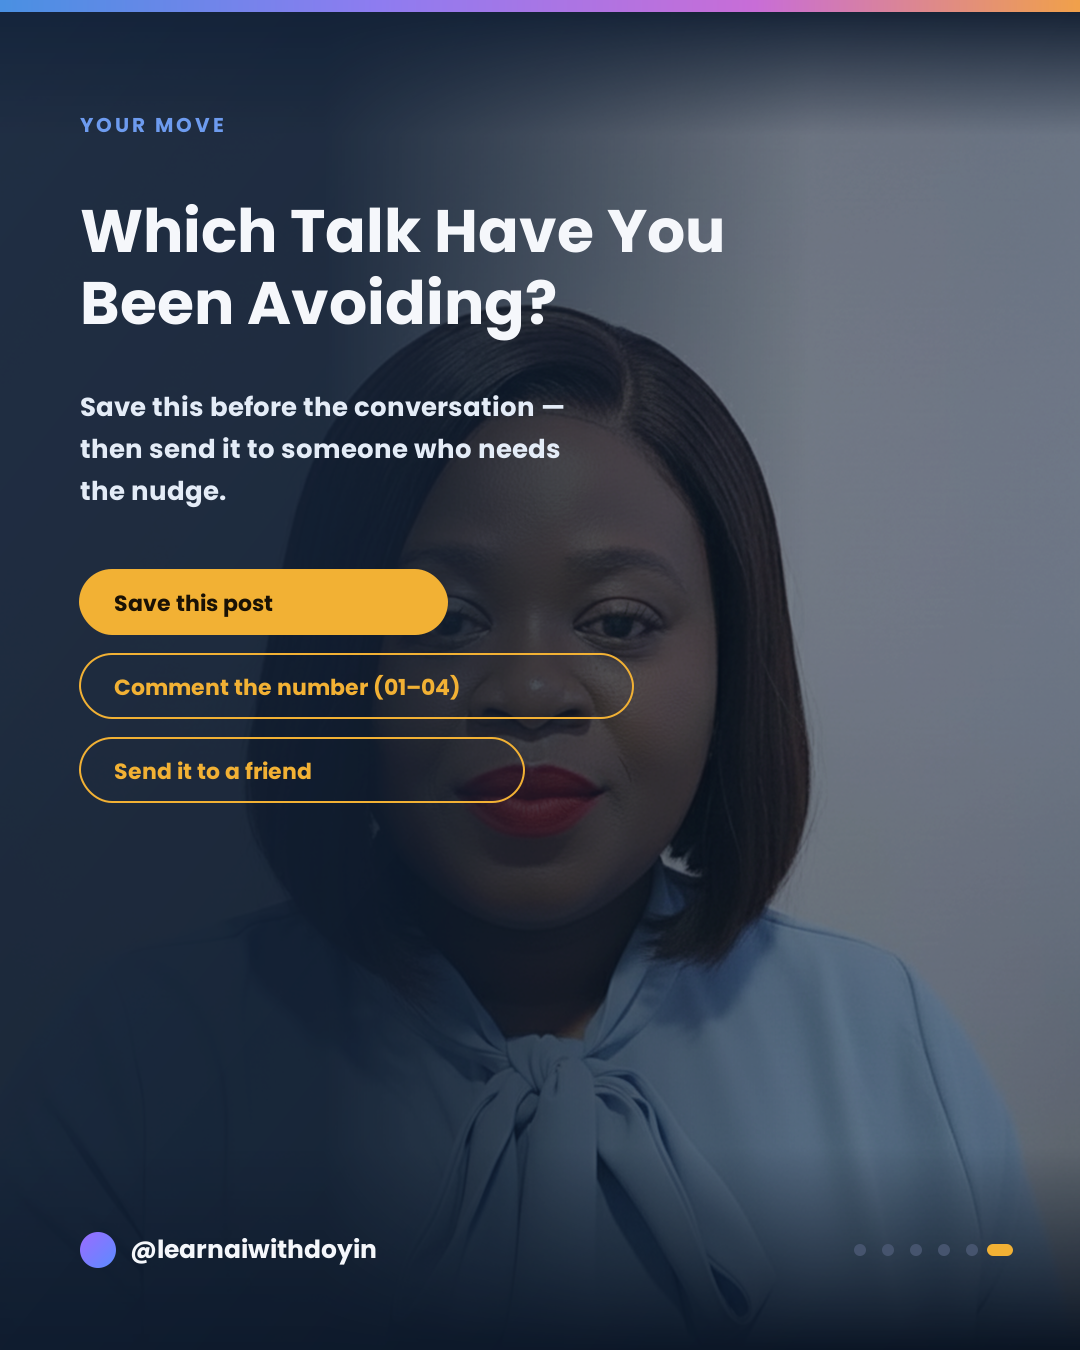 YOUR MOVE
Which Talk Have You
Been Avoiding?
Save this before the conversation —
then send it to someone who needs
the nudge.
Save this post
Comment the number (01–04)
Send it to a friend
@learnaiwithdoyin